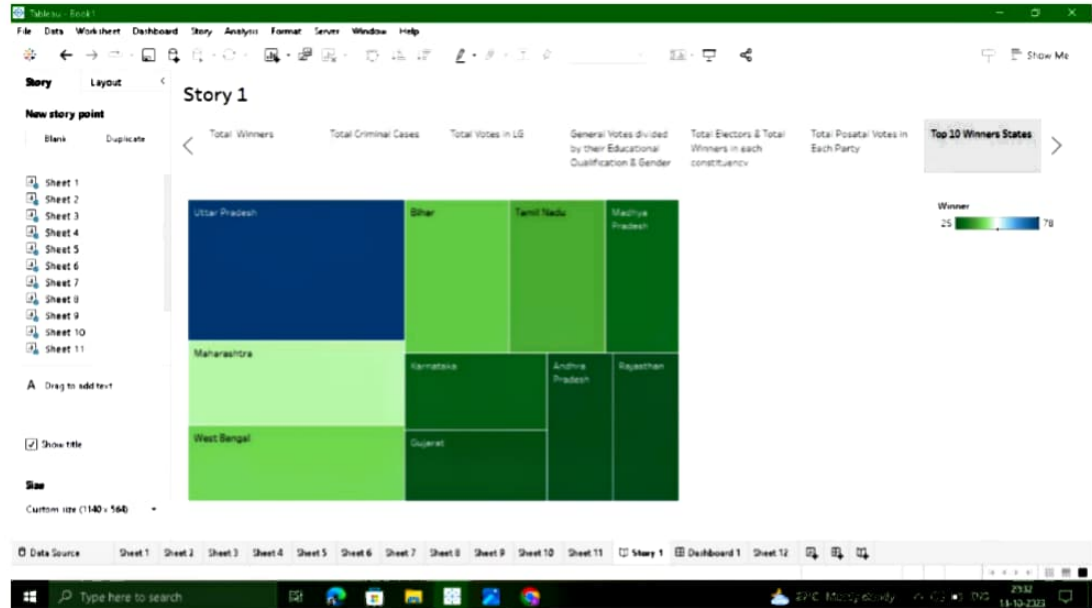 Tableau - Book1
File Data Worksheet Dashboard Story Analysis Format Server Window Help
Show Me
Story Layout
Story 1
New story point
Blank Duplicate
Total Winners
Total Criminal Cases
Total Votes in LG
General Votes divided
by their Educational
Qualification & Gender
Total Electors & Total
Winners in each
constituency
Total Posatal Votes in
Each Party
Top 10 Winners States
Sheet 1
Sheet 2
Sheet 3
Sheet 4
Sheet 5
Sheet 6
Sheet 7
Sheet 8
Sheet 9
Sheet 10
Sheet 11
Uttar Pradesh
Bihar
Tamil Nadu
Madhya
Pradesh
Winner
25 78
Maharashtra
Karnataka
Andhra
Pradesh
Rajasthan
West Bengal
Gujarat
A Drag to add text
Show title
Size
Custom size (1140 x 564)
Data Source Sheet 1 Sheet 2 Sheet 3 Sheet 4 Sheet 5 Sheet 6 Sheet 7 Sheet 8 Sheet 9 Sheet 10 Sheet 11 Story 1 Dashboard 1 Sheet 12
Type here to search
Mostly cloudy
23:32